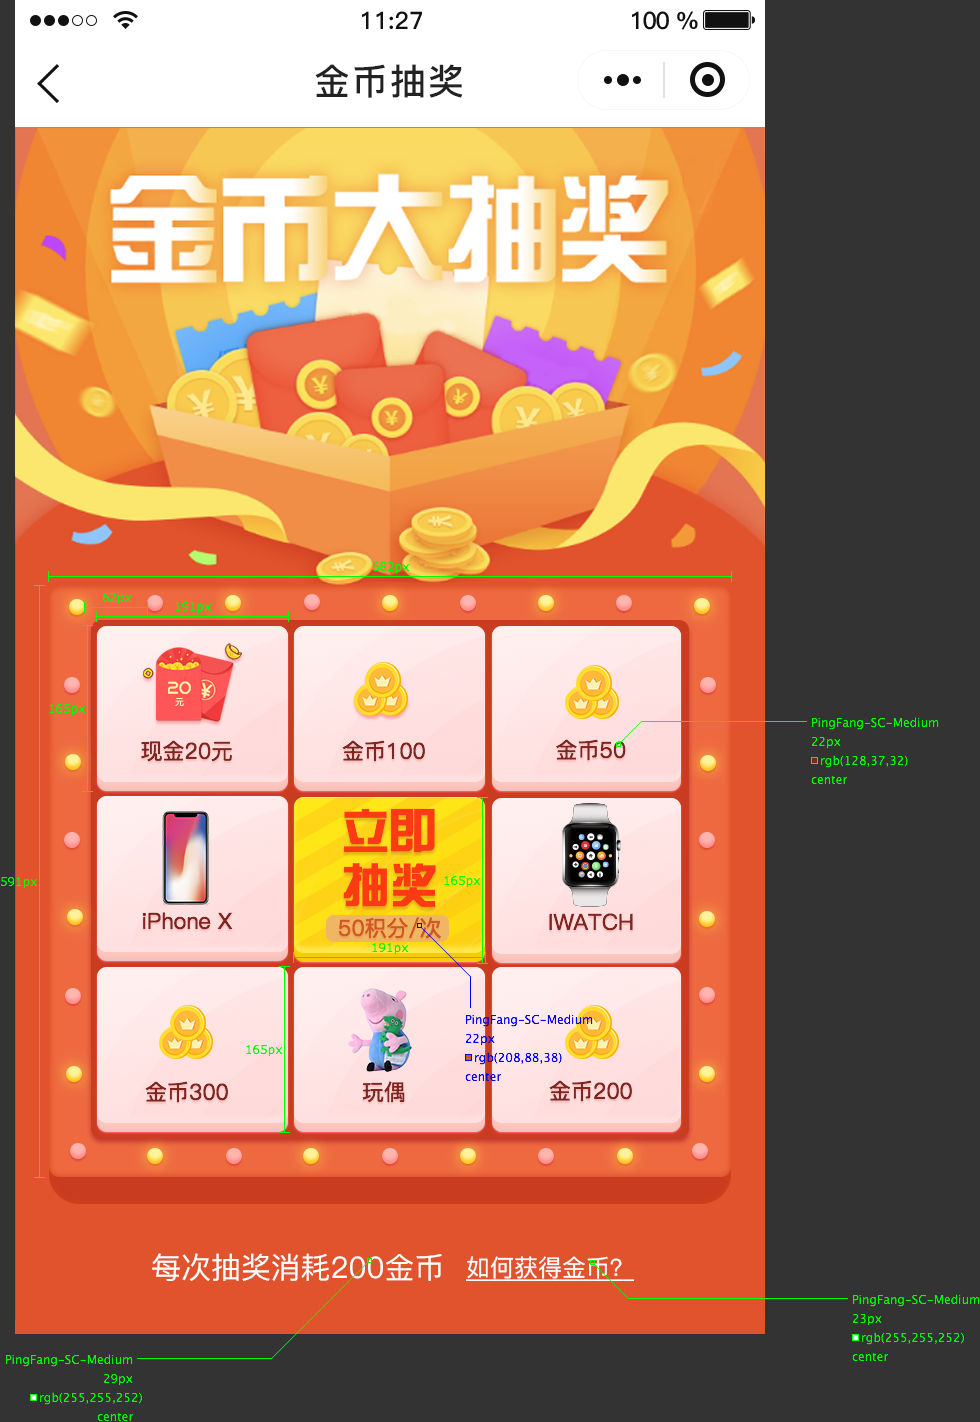 11:27
100 %
金币抽奖
金币大抽奖
682px
52px
191px
20
元
165px
现金20元
金币100
金币50
PingFang-SC-Medium
22px
rgb(128,37,32)
center
立即
抽奖
165px
50积分/次
191px
591px
iPhone X
IWATCH
PingFang-SC-Medium
22px
rgb(208,88,38)
center
165px
金币300
玩偶
金币200
每次抽奖消耗200金币
如何获得金币?
PingFang-SC-Medium
23px
rgb(255,255,252)
center
PingFang-SC-Medium
29px
rgb(255,255,252)
center